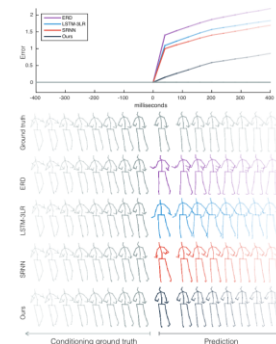 ERD
LSTM-3LR
SRNN
Ours
Error
2
1.5
1
0.5
0
-400
-300
-200
-100
0
100
200
300
400
milliseconds
Ground truth
ERD
LSTM-3LR
SRNN
Ours
Conditioning ground truth
Prediction